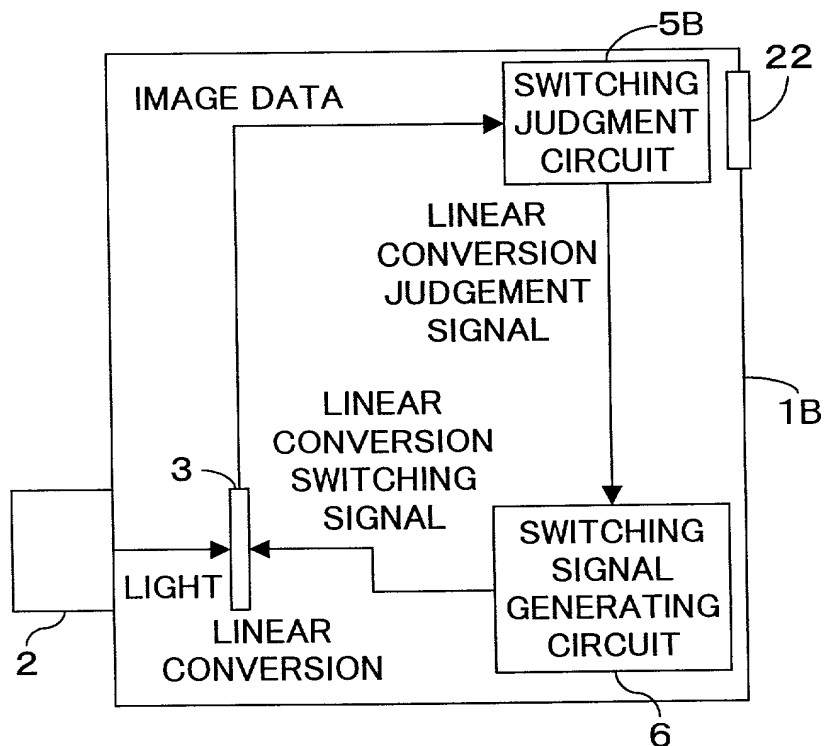 5B
22
IMAGE DATA
SWITCHING
JUDGMENT
CIRCUIT
LINEAR
CONVERSION
JUDGEMENT
SIGNAL
1B
LINEAR
CONVERSION
SWITCHING
SIGNAL
3
SWITCHING
SIGNAL
GENERATING
CIRCUIT
LIGHT
LINEAR
CONVERSION
2
6